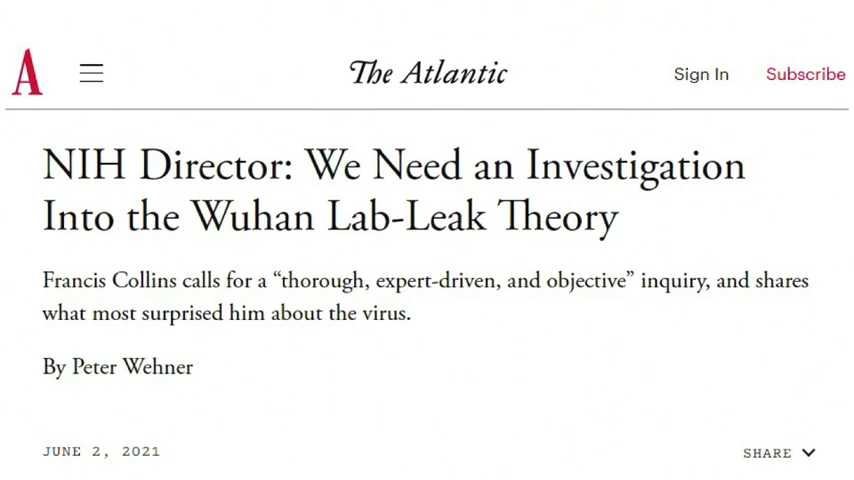 A
The Atlantic
Sign In
Subscribe
NIH Director: We Need an Investigation
Into the Wuhan Lab-Leak Theory
Francis Collins calls for a “thorough, expert-driven, and objective” inquiry, and shares
what most surprised him about the virus.
By Peter Wehner
JUNE 2, 2021
SHARE